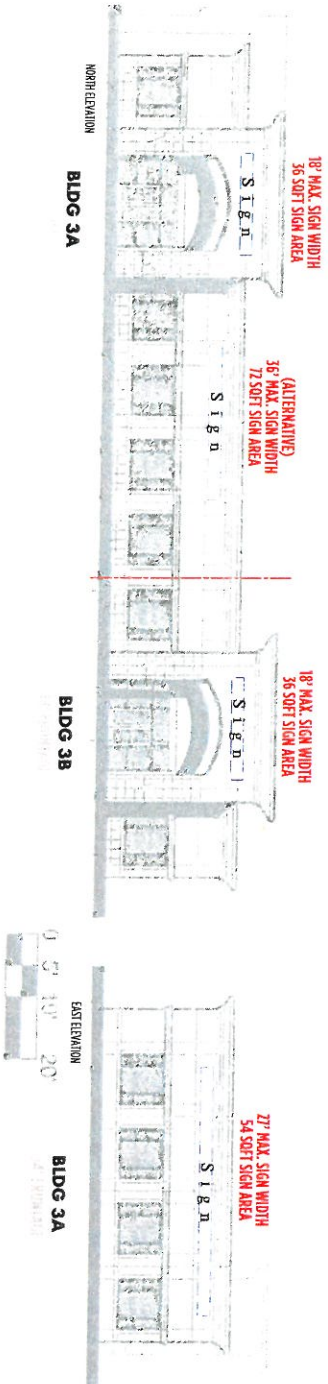 18' MAX. SIGN WIDTH
36 SQFT SIGN AREA
Sign
(ALTERNATIVE)
36' MAX. SIGN WIDTH
72 SQFT SIGN AREA
Sign
18' MAX. SIGN WIDTH
36 SQFT SIGN AREA
Sign
NORTH ELEVATION
BLDG 3A
BLDG 3B
27' MAX. SIGN WIDTH
54 SQFT SIGN AREA
Sign
EAST ELEVATION
BLDG 3A
0 5' 10' 20'